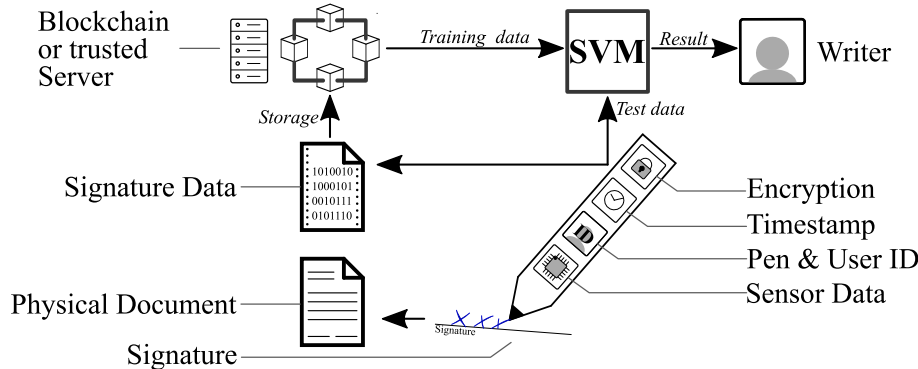 Blockchain
or trusted
Server
Training data
SVM
Result
Writer
Storage
Test data
Signature Data
1010010
1000101
0010111
0101110
Encryption
Timestamp
ID
Pen & User ID
Sensor Data
Physical Document
X X X
Signature
Signature